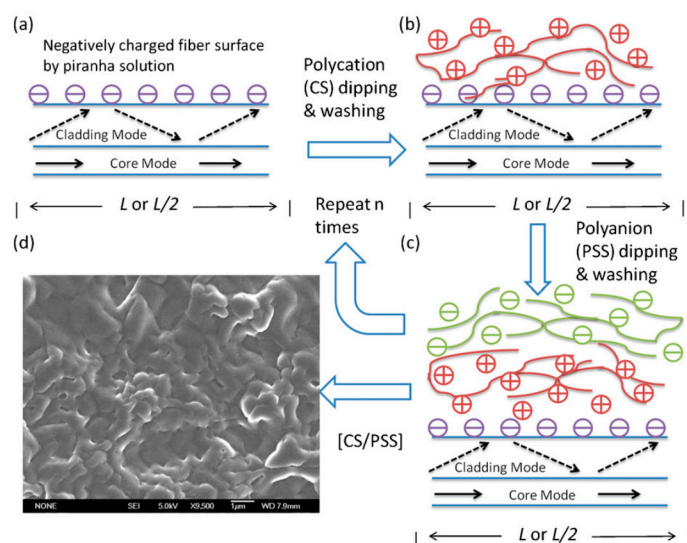 (a)
Negatively charged fiber surface
by piranha solution
Cladding Mode
Core Mode
L or L/2
Polycation
(CS) dipping
& washing
(b)
Cladding Mode
Core Mode
L or L/2
Polyanion
(PSS) dipping
& washing
(c)
Cladding Mode
Core Mode
L or L/2
Repeat n
times
[CS/PSS]
(d)
NONE SEI 5.0kV X9,500 1μm WD 7.9mm